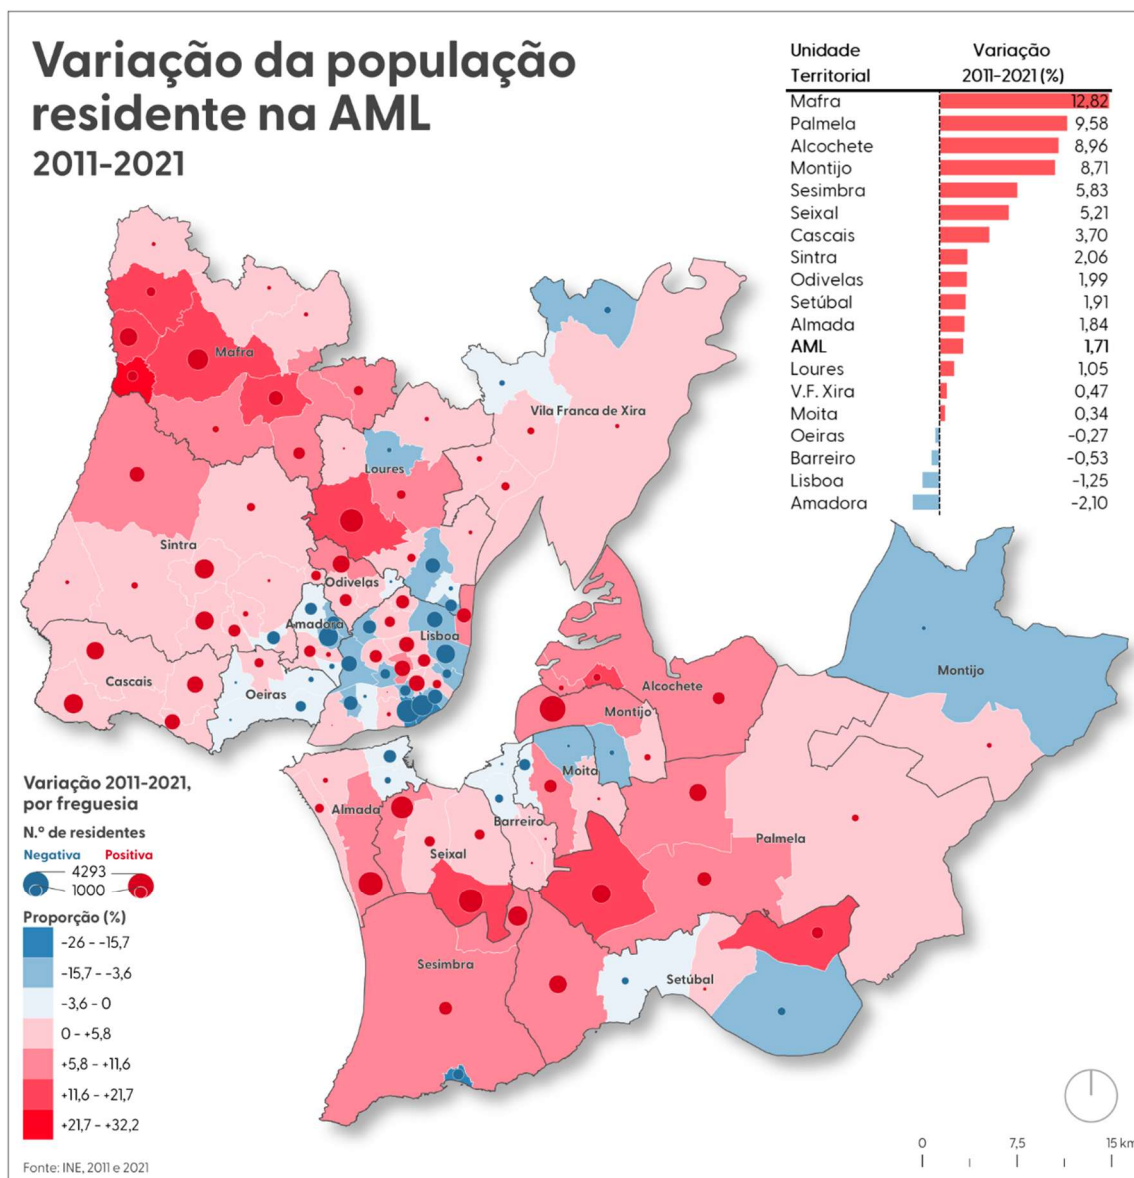 Variação da população
residente na AML
2011-2021
Unidade Territorial
Variação 2011-2021 (%)
Mafra 12,82
Palmela 9,58
Alcochete 8,96
Montijo 8,71
Sesimbra 5,83
Seixal 5,21
Cascais 3,70
Sintra 2,06
Odivelas 1,99
Setúbal 1,91
Almada 1,84
AML 1,71
Loures 1,05
V.F. Xira 0,47
Moita 0,34
Oeiras -0,27
Barreiro -0,53
Lisboa -1,25
Amadora -2,10
Mafra
Vila Franca de Xira
Loures
Sintra
Odivelas
Amadora
Lisboa
Cascais
Oeiras
Montijo
Alcochete
Montijo
Moita
Almada
Barreiro
Palmela
Seixal
Sesimbra
Setúbal
Variação 2011-2021,
por freguesia
N.º de residentes
Negativa Positiva
4293
1000
Proporção (%)
-26 - -15,7
-15,7 - -3,6
-3,6 - 0
0 - +5,8
+5,8 - +11,6
+11,6 - +21,7
+21,7 - +32,2
Fonte: INE, 2011 e 2021
0 7,5 15 km